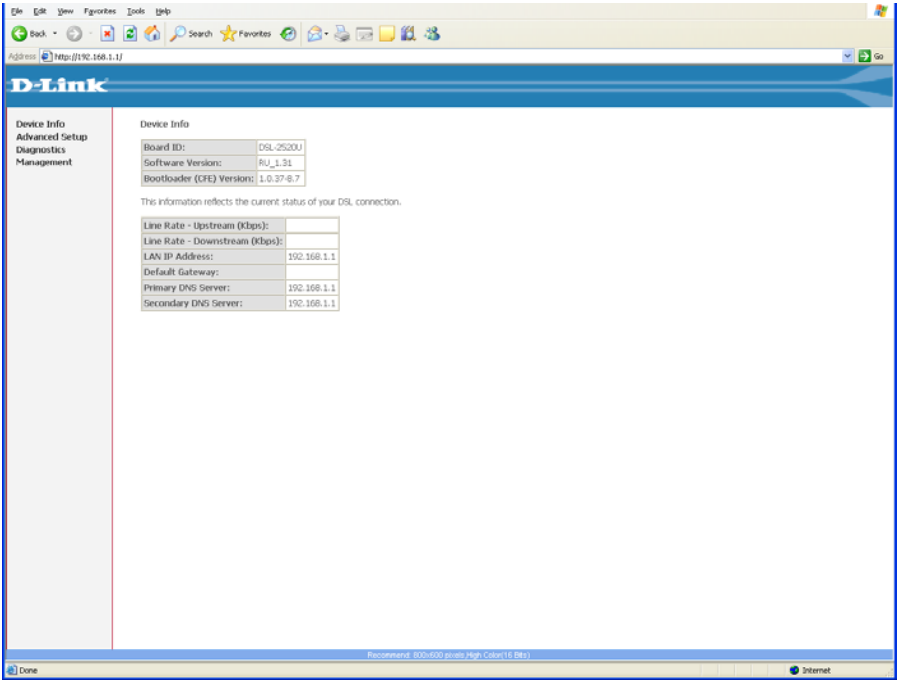 File Edit View Favorites Tools Help
Back Search Favorites
Address http://192.168.1.1/ Go
D-Link
Device Info
Advanced Setup
Diagnostics
Management
Device Info
Board ID: DSL-2520U
Software Version: RU_1.31
Bootloader (CFE) Version: 1.0.37-8.7
This information reflects the current status of your DSL connection.
Line Rate - Upstream (Kbps):
Line Rate - Downstream (Kbps):
LAN IP Address: 192.168.1.1
Default Gateway:
Primary DNS Server: 192.168.1.1
Secondary DNS Server: 192.168.1.1
Recommend: 800x600 pixels,High Color(16 Bits)
Done Internet